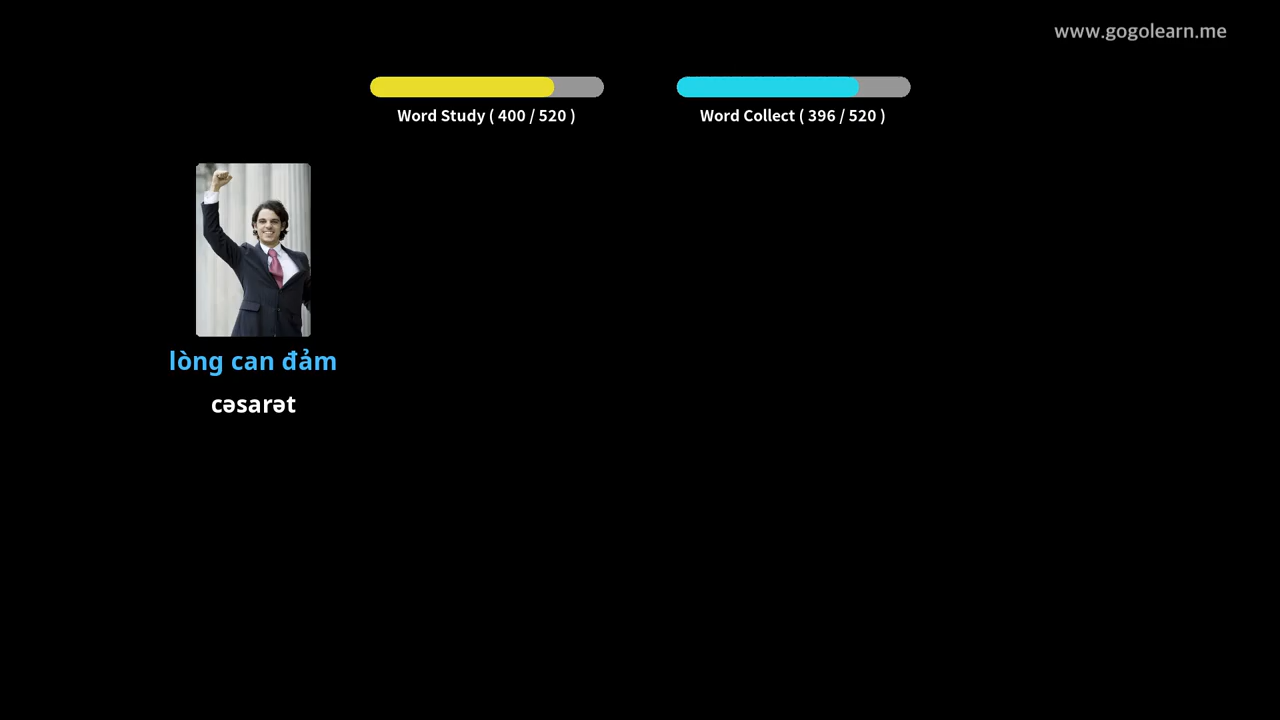 www.gogolearn.me
Word Study ( 400 / 520 )
Word Collect ( 396 / 520 )
lòng can đảm
cəsarət